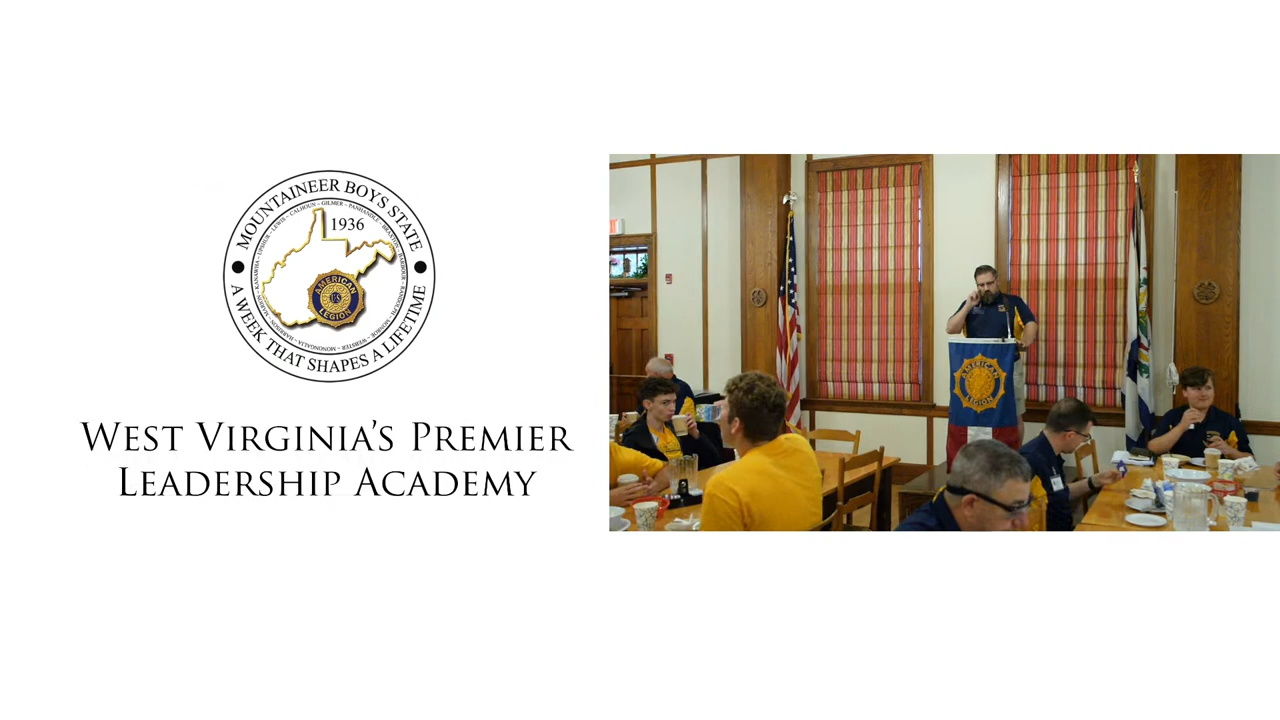 MOUNTAINEER BOYS STATE
1936
AMERICAN
LEGION
A WEEK THAT SHAPES A LIFETIME
WEST VIRGINIA'S PREMIER
LEADERSHIP ACADEMY
AMERICAN
LEGION